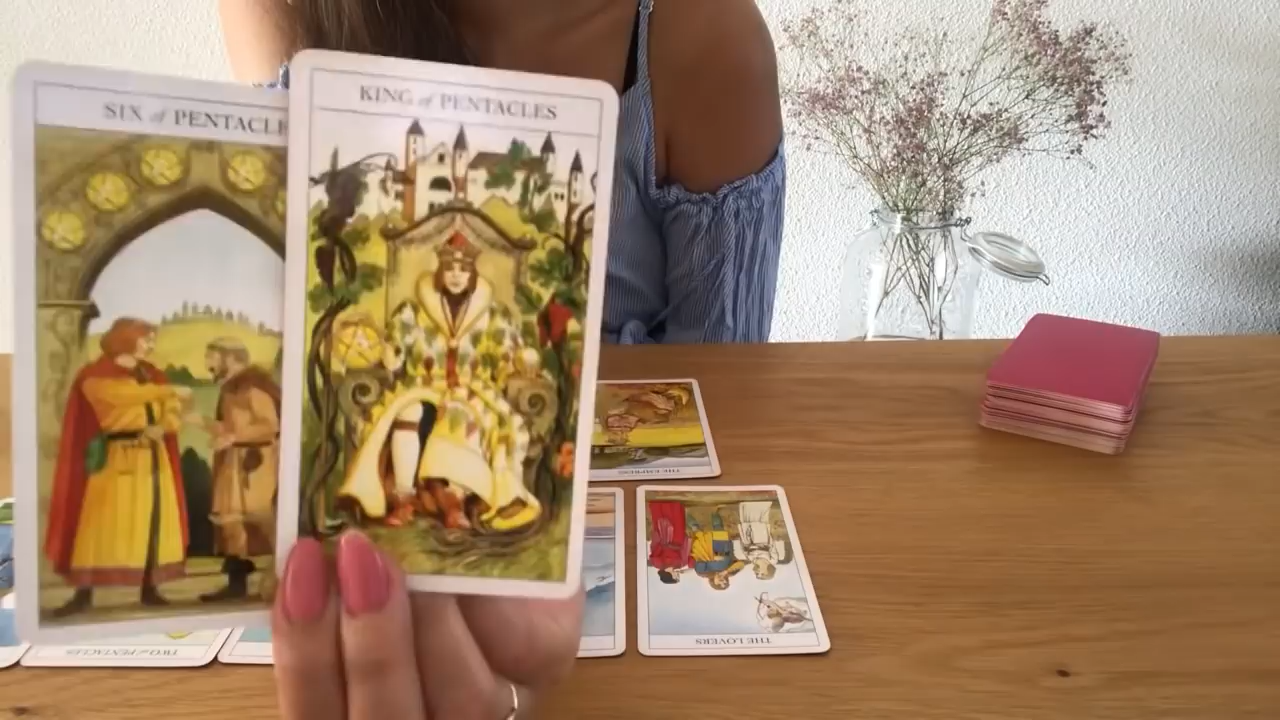 SIX of PENTACLE
KING of PENTACLES
THE EMPRESS
THE LOVERS
TWO of PENTACLES